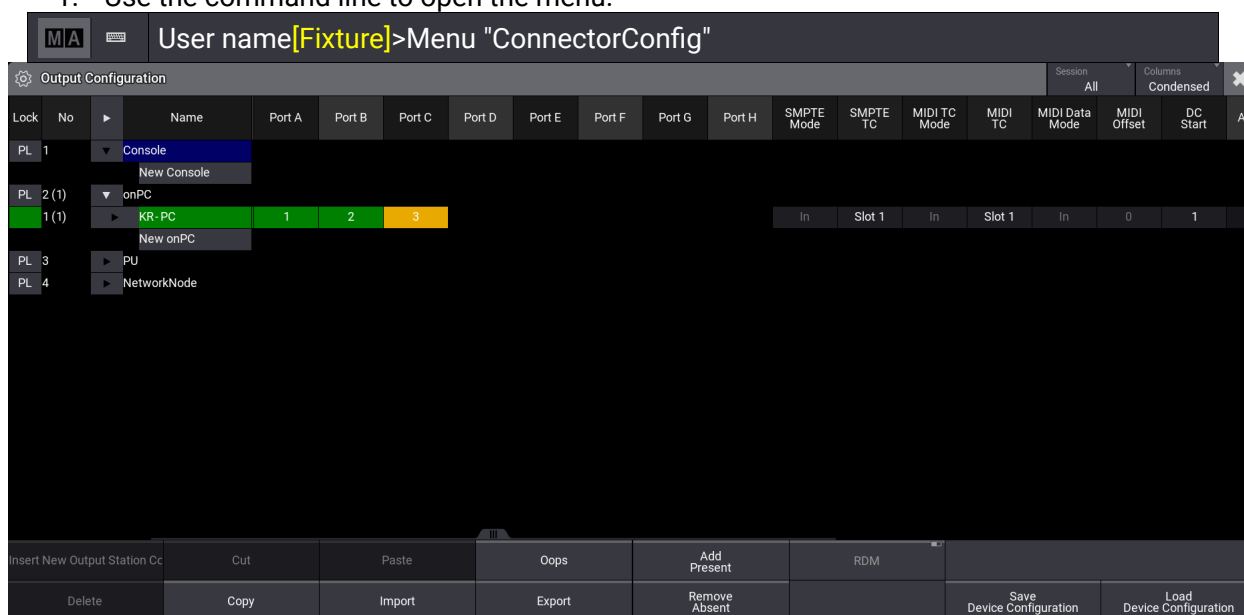 1. Use the command line to open the menu:
MA User name[Fixture]>Menu "ConnectorConfig"
Output Configuration Session All Columns Condensed
Lock No Name Port A Port B Port C Port D Port E Port F Port G Port H SMPTE Mode SMPTE TC MIDI TC Mode MIDI TC MIDI Data Mode MIDI Offset DC Start A
PL 1 Console
New Console
PL 2 (1) onPC
1 (1) KR-PC 1 2 3 In Slot 1 In Slot 1 In 0 1
New onPC
PL 3 PU
PL 4 NetworkNode
Insert New Output Station Cc Cut Paste Oops Add Present RDM
Delete Copy Import Export Remove Absent Save Device Configuration Load Device Configuration